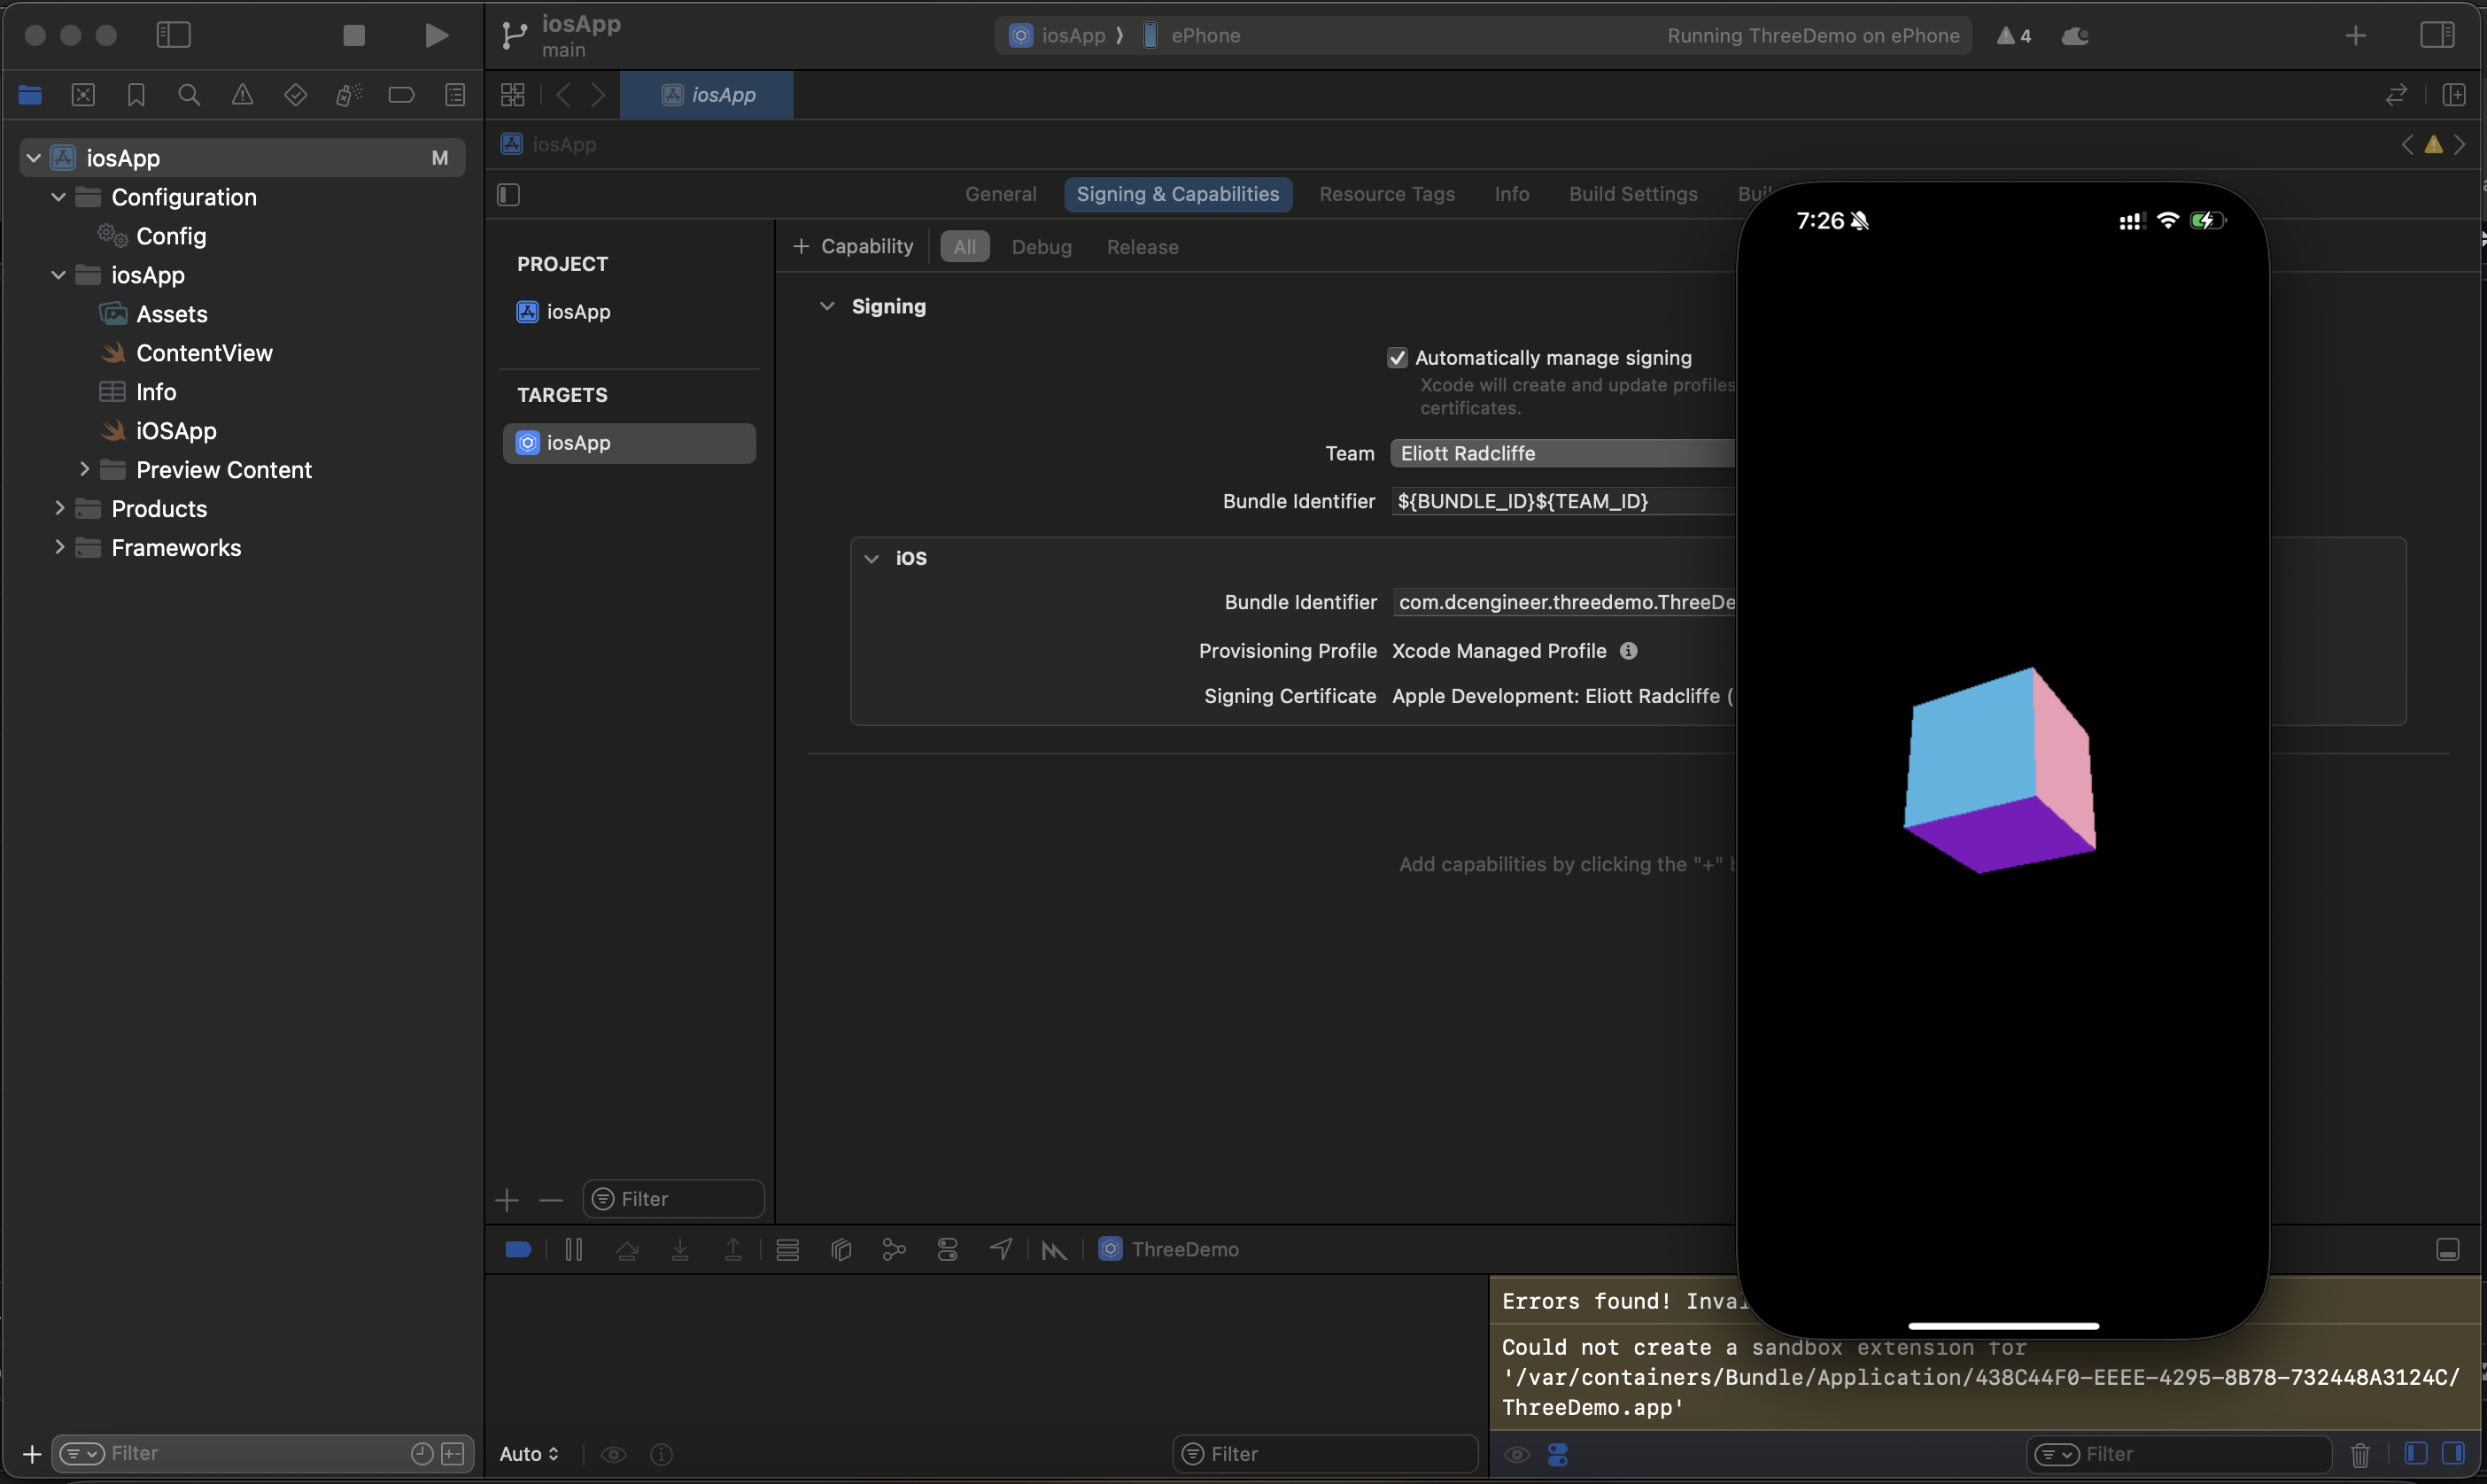 iosApp
main
iosApp
ePhone
Running ThreeDemo on ePhone
4
iosApp
iosApp
M
Configuration
Config
iosApp
Assets
ContentView
Info
iOSApp
Preview Content
Products
Frameworks
Filter
iosApp
General
Signing & Capabilities
Resource Tags
Info
Build Settings
PROJECT
iosApp
TARGETS
iosApp
Filter
+ Capability
All
Debug
Release
Signing
Automatically manage signing
Xcode will create and update profiles
certificates.
Team
Eliott Radcliffe
Bundle Identifier
${BUNDLE_ID}${TEAM_ID}
iOS
Bundle Identifier
com.dcengineer.threedemo.ThreeDe
Provisioning Profile
Xcode Managed Profile
Signing Certificate
Apple Development: Eliott Radcliffe (
Add capabilities by clicking the "+"
7:26
ThreeDemo
Errors found! Inval
Could not create a sandbox extension for
'/var/containers/Bundle/Application/438C44F0-EEEE-4295-8B78-732448A3124C/
ThreeDemo.app'
Auto
Filter
Filter